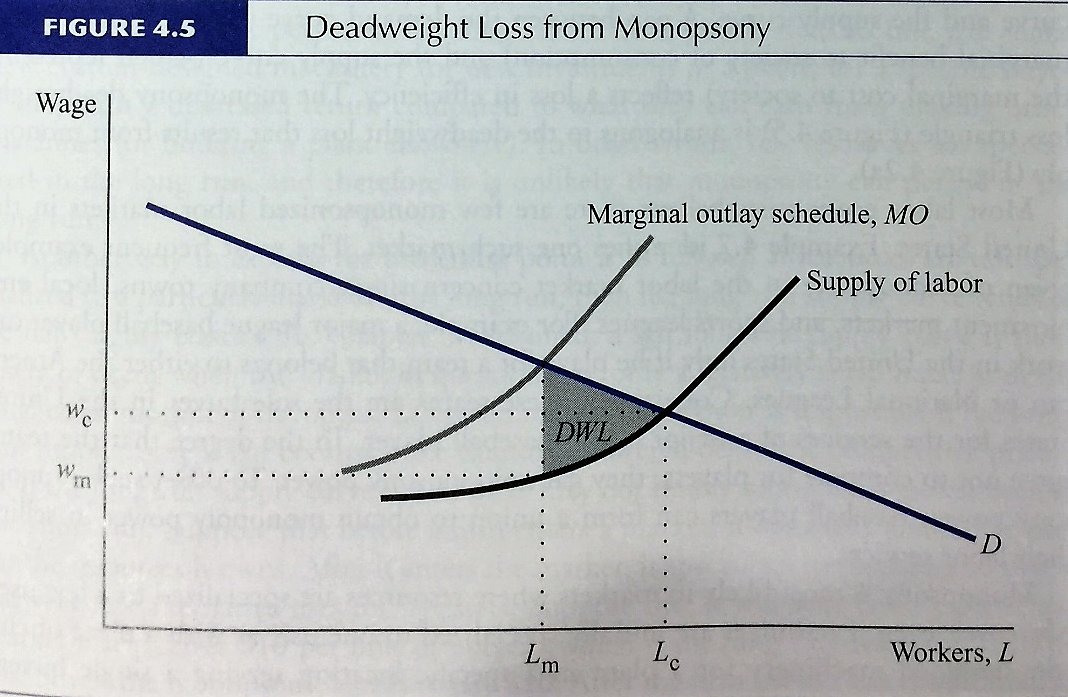 FIGURE 4.5
Deadweight Loss from Monopsony
Wage
Marginal outlay schedule, MO
Supply of labor
w_c
DWL
w_m
D
L_m
L_c
Workers, L